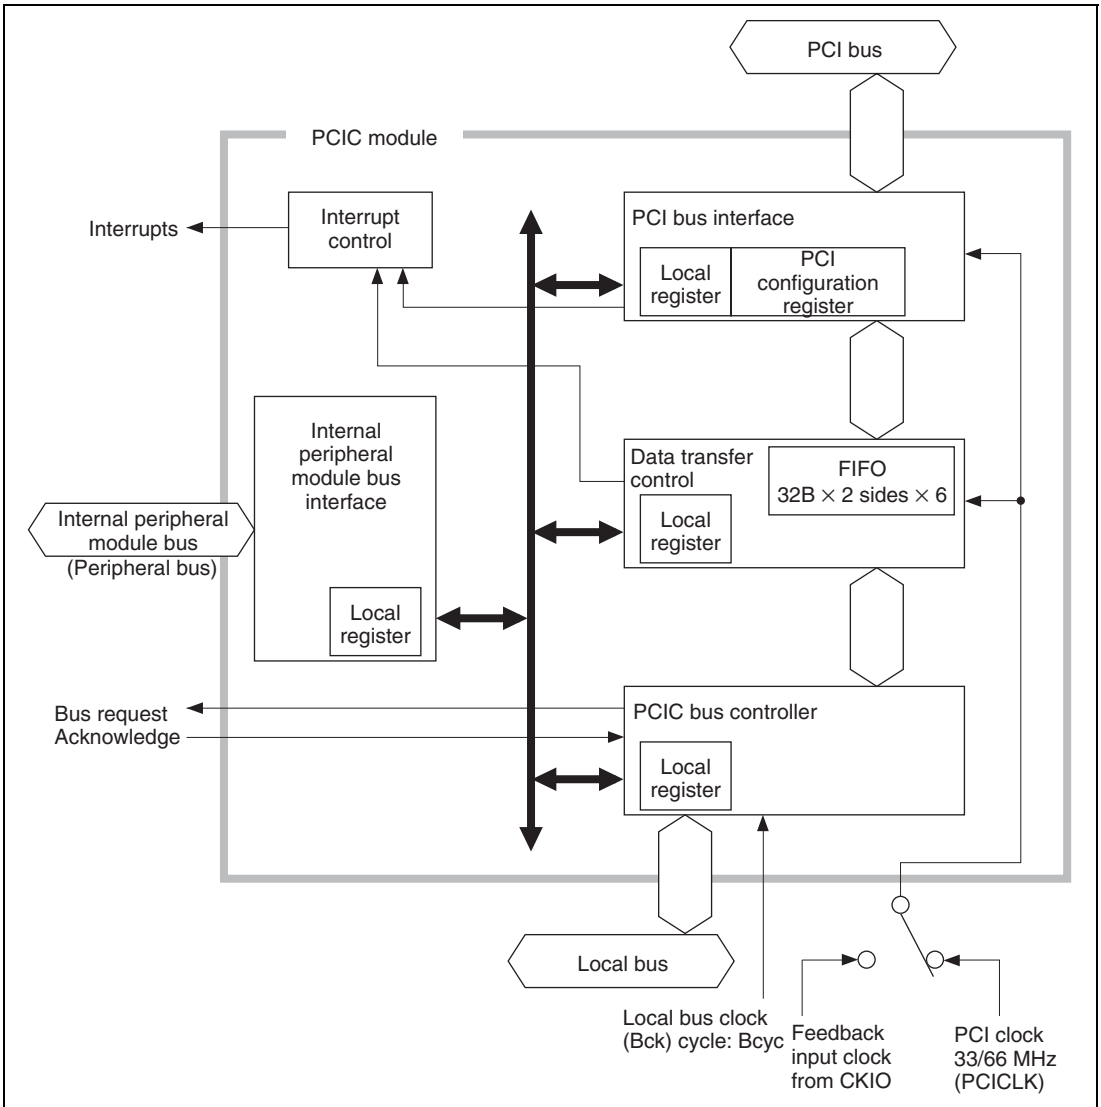 PCI bus
PCIC module
Interrupts
Interrupt
control
PCI bus interface
Local
register
PCI
configuration
register
Internal
peripheral
module bus
interface
Local
register
Internal peripheral
module bus
(Peripheral bus)
Data transfer
control
FIFO
32B × 2 sides × 6
Local
register
Bus request
Acknowledge
PCIC bus controller
Local
register
Local bus
Local bus clock
(Bck) cycle: Bcyc
Feedback
input clock
from CKIO
PCI clock
33/66 MHz
(PCICLK)